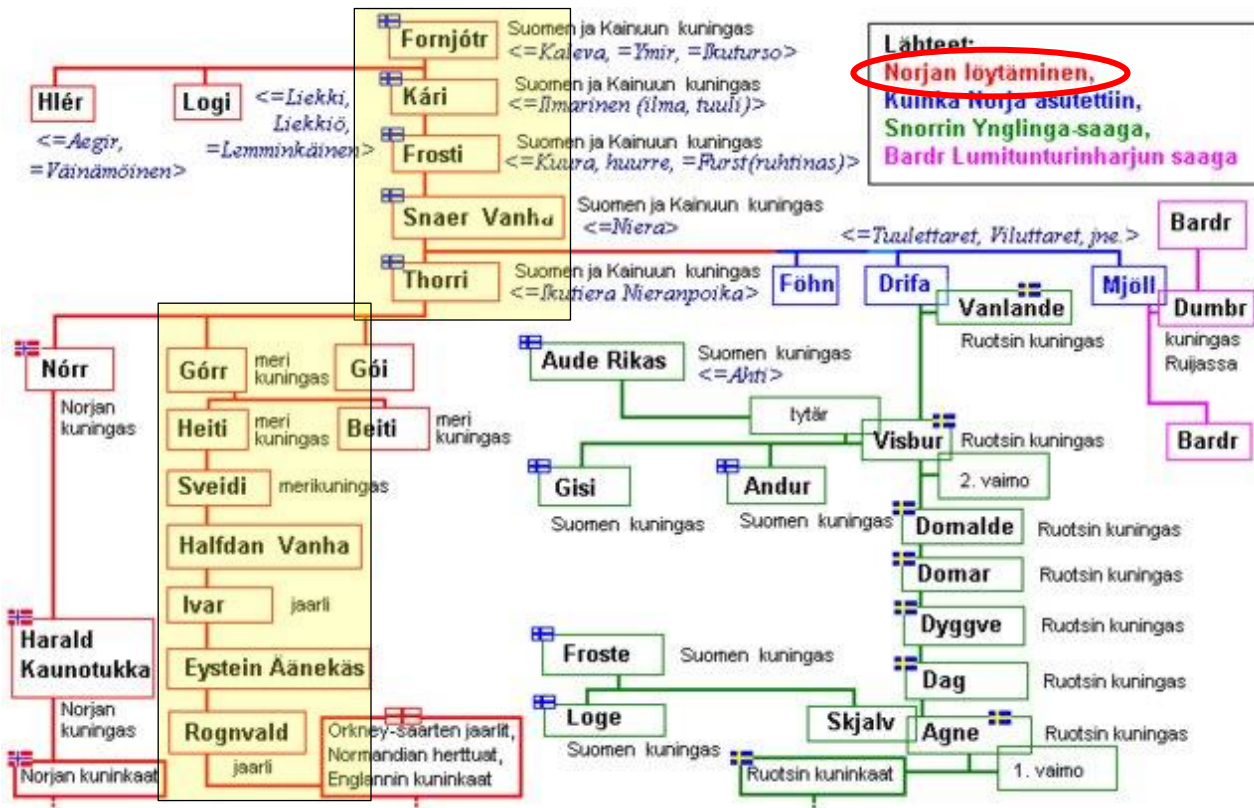 Fornjótr
Suomen ja Kainuun kuningas
<=Kaleva, =Ymir, =Ikuturso>
Lähteet:
Norjan löytäminen,
Kuinka Norja asutettiin,
Snorrin Ynglinga-saaga,
Bardr Lumitunturinharjun saaga
Hlér
<=Aegir,
=Väinämöinen>
Logi
<=Liekki,
Liekkiö,
=Lemminkäinen>
Kári
Suomen ja Kainuun kuningas
<=Ilmarinen (ilma, tuuli)>
Frosti
Suomen ja Kainuun kuningas
<=Kuura, huurre, =Furst(ruhtinas)>
Snaer Vanha
Suomen ja Kainuun kuningas
<=Niera>
Thorri
Suomen ja Kainuun kuningas
<=Ikutiera Nieranpoika>
<=Tuulettaret, Viluttaret, jne.>
Föhn
Drifa
Mjöll
Bardr
Dumbr
kuningas
Ruijassa
Bardr
Vanlande
Ruotsin kuningas
Nórr
Norjan
kuningas
Górr
meri
kuningas
Gói
Heiti
meri
kuningas
Beiti
meri
kuningas
Sveidi
merikuningas
Halfdan Vanha
Ivar
jaarli
Eystein Äänekäs
Rognvald
jaarli
Harald
Kaunotukka
Norjan
kuningas
Norjan kuninkaat
Orkney-saarten jaarlit,
Normandian herttuat,
Englannin kuninkaat
Aude Rikas
Suomen kuningas
<=Ahti>
tytär
Visbur
Ruotsin kuningas
2. vaimo
Gisi
Suomen kuningas
Andur
Suomen kuningas
Domalde
Ruotsin kuningas
Domar
Ruotsin kuningas
Dyggve
Ruotsin kuningas
Dag
Ruotsin kuningas
Froste
Suomen kuningas
Loge
Suomen kuningas
Skjalv
Agne
Ruotsin kuningas
1. vaimo
Ruotsin kuninkaat